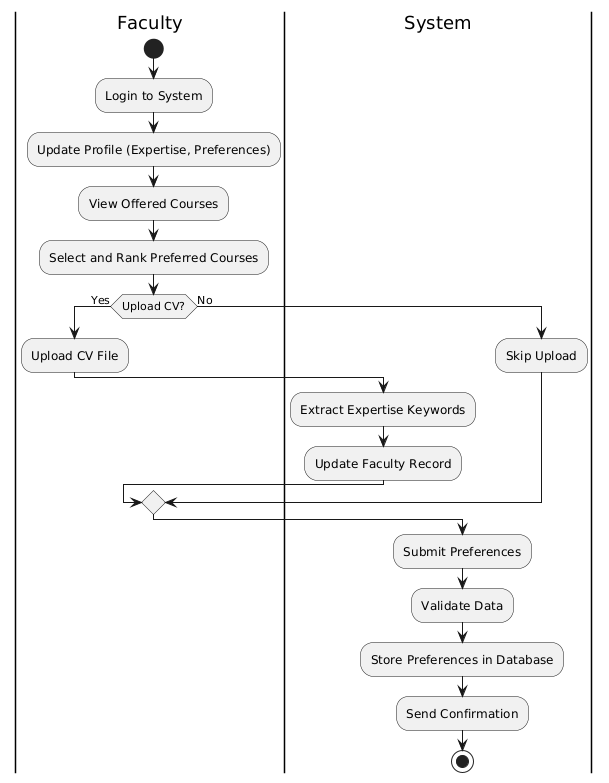 Faculty
System
Login to System
Update Profile (Expertise, Preferences)
View Offered Courses
Select and Rank Preferred Courses
Yes
Upload CV?
No
Upload CV File
Skip Upload
Extract Expertise Keywords
Update Faculty Record
Submit Preferences
Validate Data
Store Preferences in Database
Send Confirmation